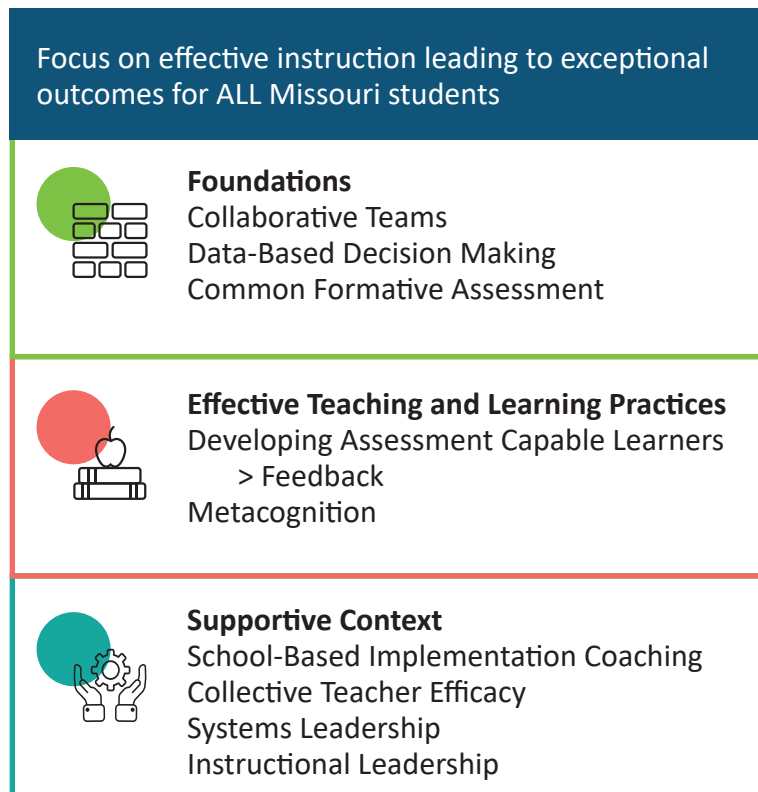 Focus on effective instruction leading to exceptional
outcomes for ALL Missouri students
Foundations
Collaborative Teams
Data-Based Decision Making
Common Formative Assessment
Effective Teaching and Learning Practices
Developing Assessment Capable Learners
> Feedback
Metacognition
Supportive Context
School-Based Implementation Coaching
Collective Teacher Efficacy
Systems Leadership
Instructional Leadership